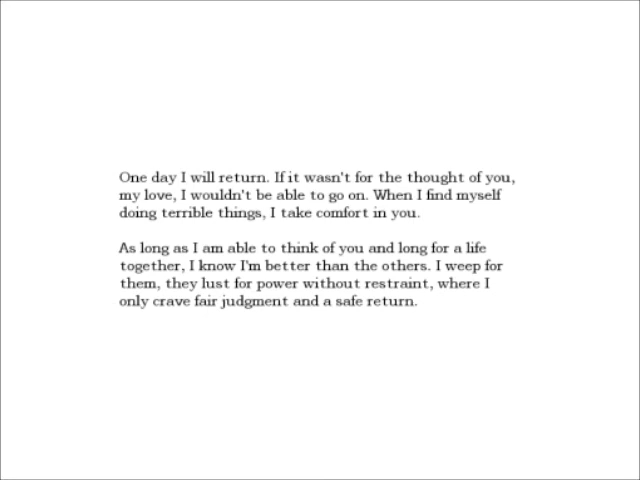 One day I will return. If it wasn't for the thought of you,
my love, I wouldn't be able to go on. When I find myself
doing terrible things, I take comfort in you.
As long as I am able to think of you and long for a life
together, I know I'm better than the others. I weep for
them, they lust for power without restraint, where I
only crave fair judgment and a safe return.